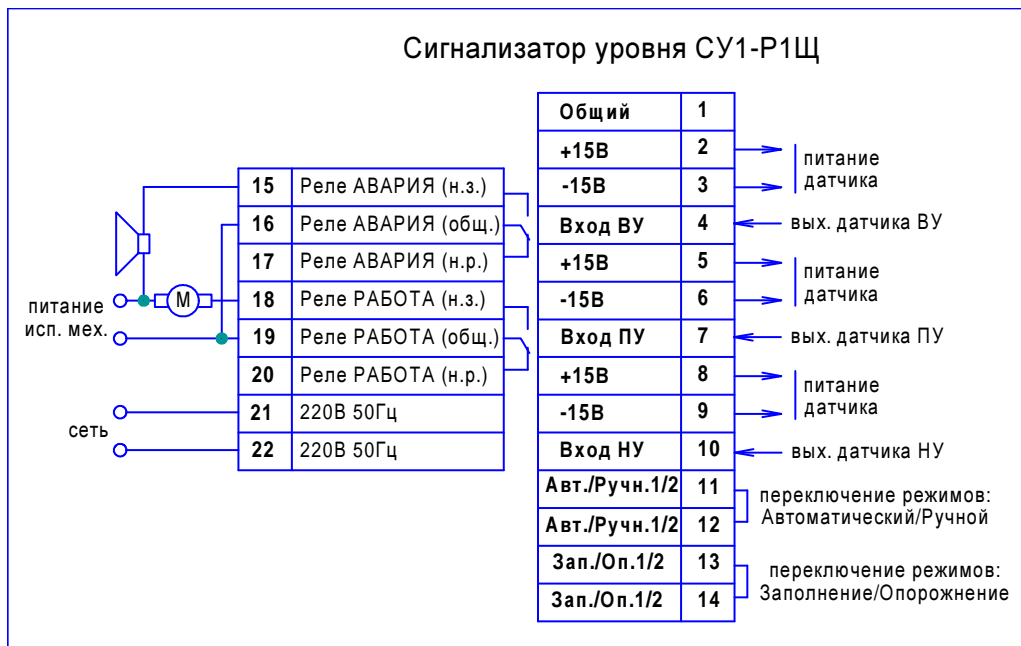 Сигнализатор уровня СУ1-Р1Щ
Общий 1
+15В 2
-15В 3
питание
датчика
Вход ВУ 4
вых. датчика ВУ
+15В 5
-15В 6
питание
датчика
Вход ПУ 7
вых. датчика ПУ
+15В 8
-15В 9
питание
датчика
Вход НУ 10
вых. датчика НУ
Авт./Ручн.1/2 11
Авт./Ручн.1/2 12
переключение режимов:
Автоматический/Ручной
Зап./Оп.1/2 13
Зап./Оп.1/2 14
переключение режимов:
Заполнение/Опорожнение
15 Реле АВАРИЯ (н.з.)
16 Реле АВАРИЯ (общ.)
17 Реле АВАРИЯ (н.р.)
18 Реле РАБОТА (н.з.)
19 Реле РАБОТА (общ.)
20 Реле РАБОТА (н.р.)
21 220В 50Гц
22 220В 50Гц
М
питание
исп. мех.
сеть